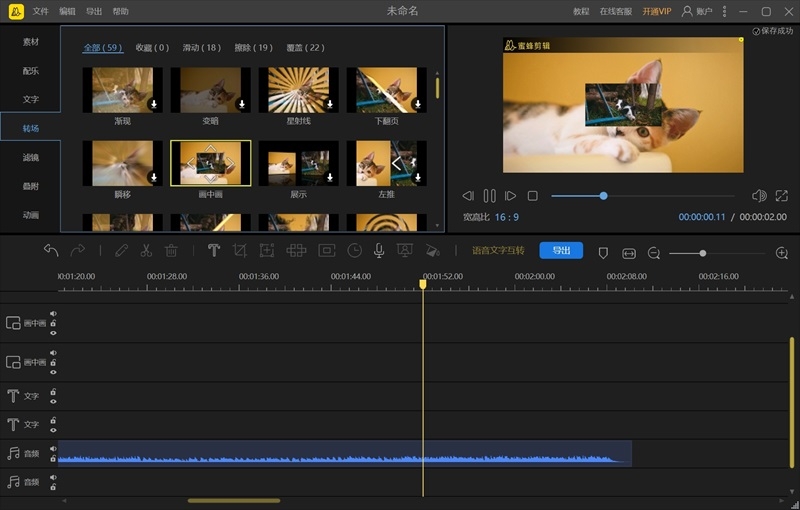 文件 编辑 导出 帮助 未命名 教程 在线客服 开通VIP 账户
保存成功
素材
配乐
文字
转场
滤镜
叠附
动画
全部 ( 59 ) 收藏 ( 0 ) 滑动 ( 18 ) 擦除 ( 19 ) 覆盖 ( 22 )
渐现 变暗 星射线 下翻页
瞬移 画中画 展示 左推
蜜蜂剪辑
宽高比 16 : 9 00:00:00.11 / 00:00:02.00
语音文字互转 导出
00:01:20.00 00:01:28.00 00:01:36.00 00:01:44.00 00:01:52.00 00:02:00.00 00:02:08.00 00:02:16.00
画中画
画中画
文字
文字
音频
音频